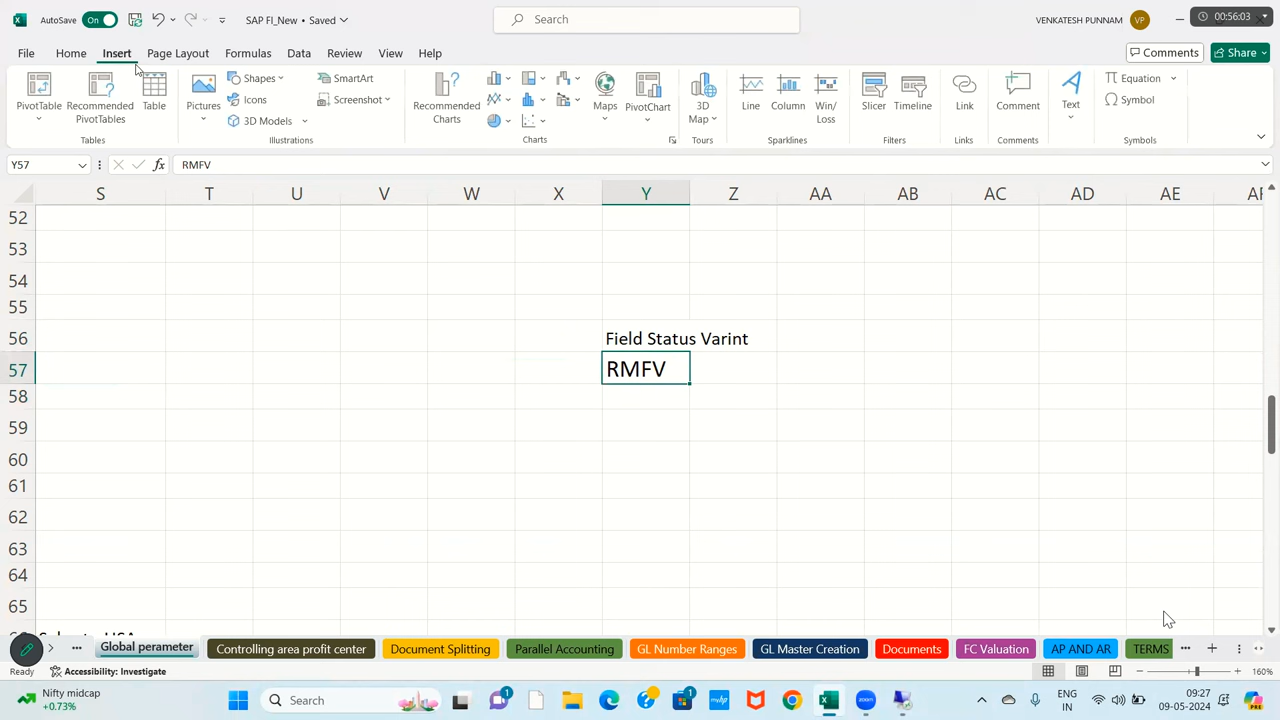 AutoSave On SAP FI_New • Saved Search VENKATESH PUNNAM VP 00:56:03
File Home Insert Page Layout Formulas Data Review View Help Comments Share
PivotTable Recommended PivotTables Table Pictures Shapes Icons 3D Models SmartArt Screenshot Recommended Charts Maps PivotChart 3D Map Line Column Win/Loss Slicer Timeline Link Comment Text Equation Symbol
Tables Illustrations Charts Tours Sparklines Filters Links Comments Symbols
Y57 fx RMFV
S T U V W X Y Z AA AB AC AD AE
52
53
54
55
56 Field Status Varint
57 RMFV
58
59
60
61
62
63
64
65
Global perameter Controlling area profit center Document Splitting Parallel Accounting GL Number Ranges GL Master Creation Documents FC Valuation AP AND AR TERMS
Ready Accessibility: Investigate 160%
Nifty midcap
+0.73%
Search
1
1
ENG
IN
09:27
09-05-2024